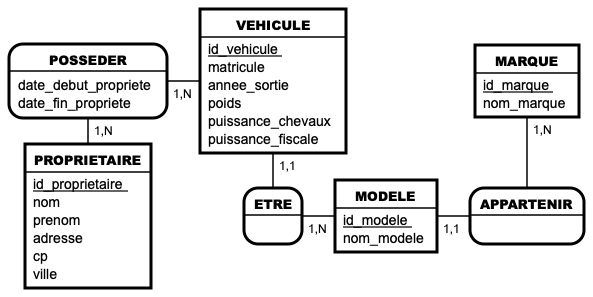 POSSEDER
date_debut_propriete
date_fin_propriete
1,N
1,N
PROPRIETAIRE
id_proprietaire
nom
prenom
adresse
cp
ville
VEHICULE
id_vehicule
matricule
annee_sortie
poids
puissance_chevaux
puissance_fiscale
1,1
ETRE
1,N
MODELE
id_modele
nom_modele
1,1
APPARTENIR
1,N
MARQUE
id_marque
nom_marque